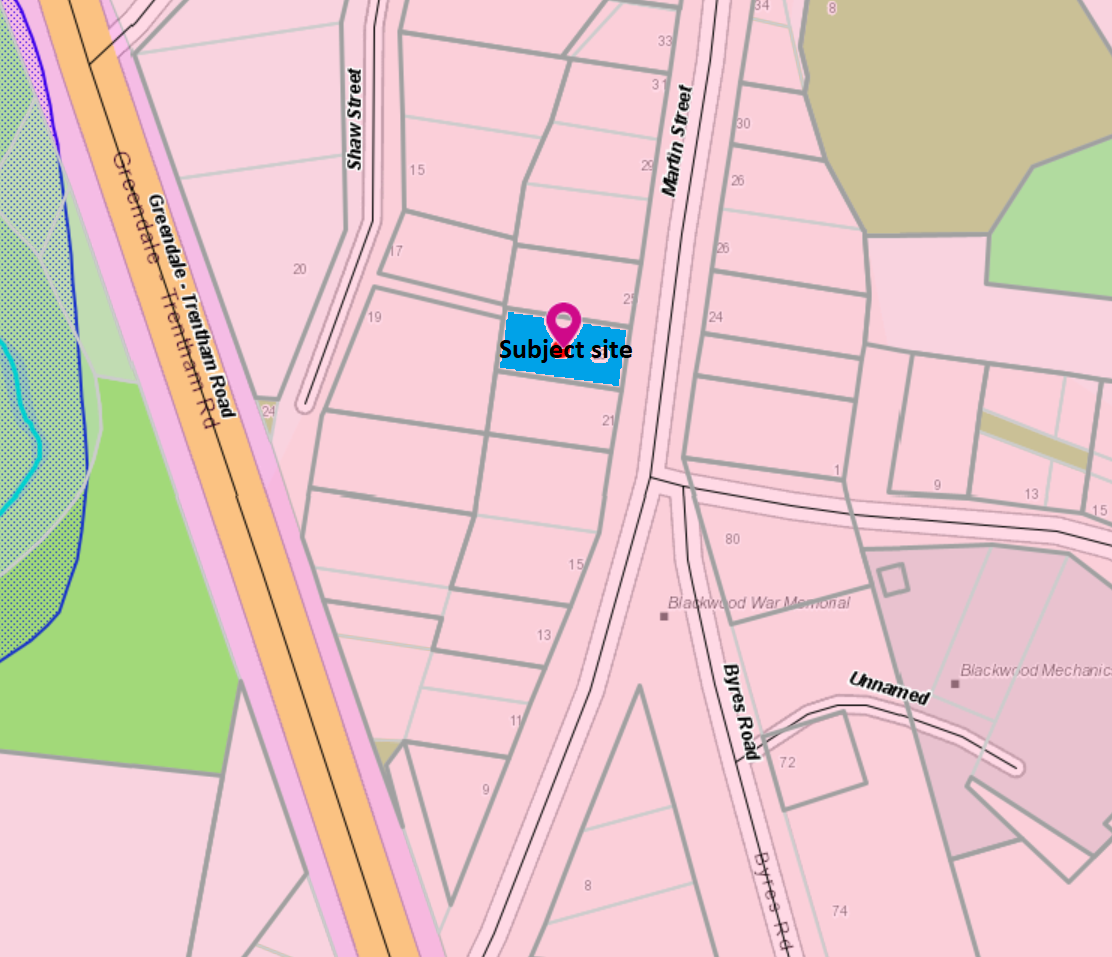 34
8
33
31
Shaw Street
Martin Street
30
29
15
26
Greendale - Trentham Road
Greendale - Trentham Rd
17
26
20
25
19
24
Subject site
24
21
1
9
13
15
80
15
Blackwood War Memorial
13
Blackwood Mechanics
Unnamed
Byres Road
11
72
9
Byres Rd
8
74